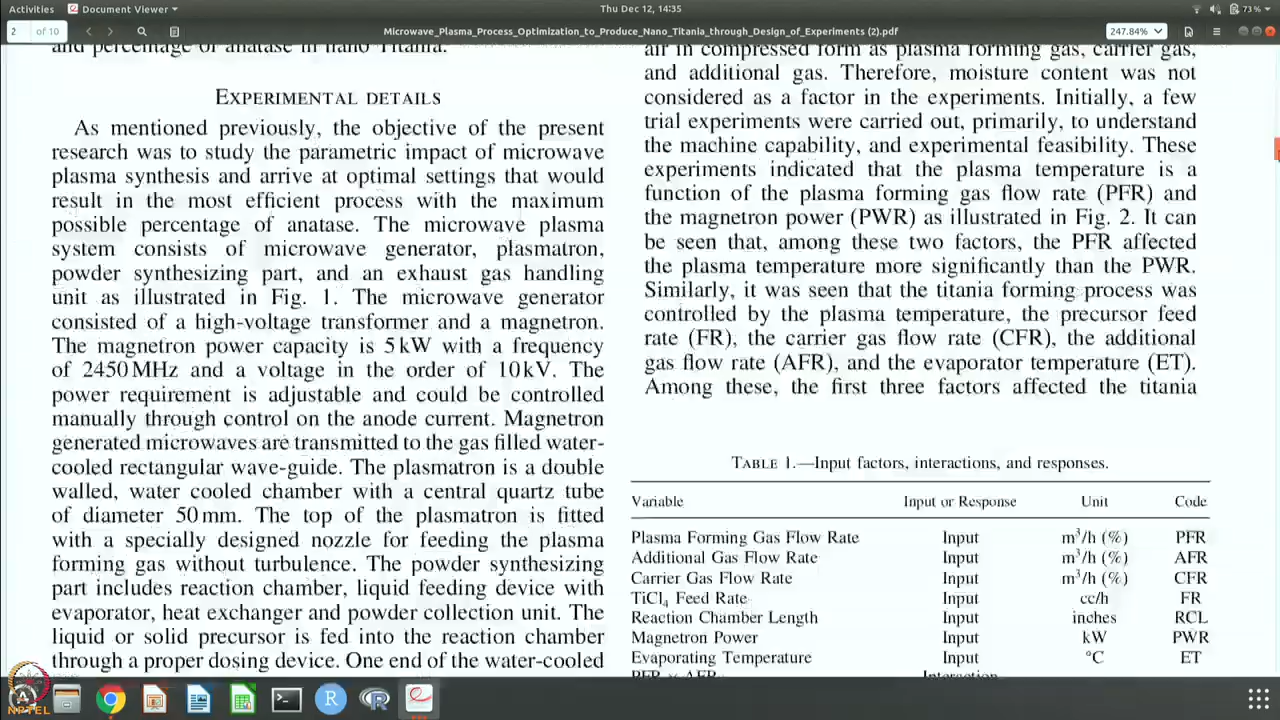 Activities
Document Viewer
Thu Dec 12, 14:35
73%
2
of 10
Microwave_Plasma_Process_Optimization_to_Produce_Nano_Titania_through_Design_of_Experiments (2).pdf
247.84%
and percentage of anatase in nano Titania.
EXPERIMENTAL DETAILS
As mentioned previously, the objective of the present
research was to study the parametric impact of microwave
plasma synthesis and arrive at optimal settings that would
result in the most efficient process with the maximum
possible percentage of anatase. The microwave plasma
system consists of microwave generator, plasmatron,
powder synthesizing part, and an exhaust gas handling
unit as illustrated in Fig. 1. The microwave generator
consisted of a high-voltage transformer and a magnetron.
The magnetron power capacity is 5 kW with a frequency
of 2450 MHz and a voltage in the order of 10 kV. The
power requirement is adjustable and could be controlled
manually through control on the anode current. Magnetron
generated microwaves are transmitted to the gas filled water-
cooled rectangular wave-guide. The plasmatron is a double
walled, water cooled chamber with a central quartz tube
of diameter 50 mm. The top of the plasmatron is fitted
with a specially designed nozzle for feeding the plasma
forming gas without turbulence. The powder synthesizing
part includes reaction chamber, liquid feeding device with
evaporator, heat exchanger and powder collection unit. The
liquid or solid precursor is fed into the reaction chamber
through a proper dosing device. One end of the water-cooled
air in compressed form as plasma forming gas, carrier gas,
and additional gas. Therefore, moisture content was not
considered as a factor in the experiments. Initially, a few
trial experiments were carried out, primarily, to understand
the machine capability, and experimental feasibility. These
experiments indicated that the plasma temperature is a
function of the plasma forming gas flow rate (PFR) and
the magnetron power (PWR) as illustrated in Fig. 2. It can
be seen that, among these two factors, the PFR affected
the plasma temperature more significantly than the PWR.
Similarly, it was seen that the titania forming process was
controlled by the plasma temperature, the precursor feed
rate (FR), the carrier gas flow rate (CFR), the additional
gas flow rate (AFR), and the evaporator temperature (ET).
Among these, the first three factors affected the titania
TABLE 1.—Input factors, interactions, and responses.
Variable Input or Response Unit Code
Plasma Forming Gas Flow Rate Input m³/h (%) PFR
Additional Gas Flow Rate Input m³/h (%) AFR
Carrier Gas Flow Rate Input m³/h (%) CFR
TiCl₄ Feed Rate Input cc/h FR
Reaction Chamber Length Input inches RCL
Magnetron Power Input kW PWR
Evaporating Temperature Input °C ET
PFR × AFR Interaction
NPTEL